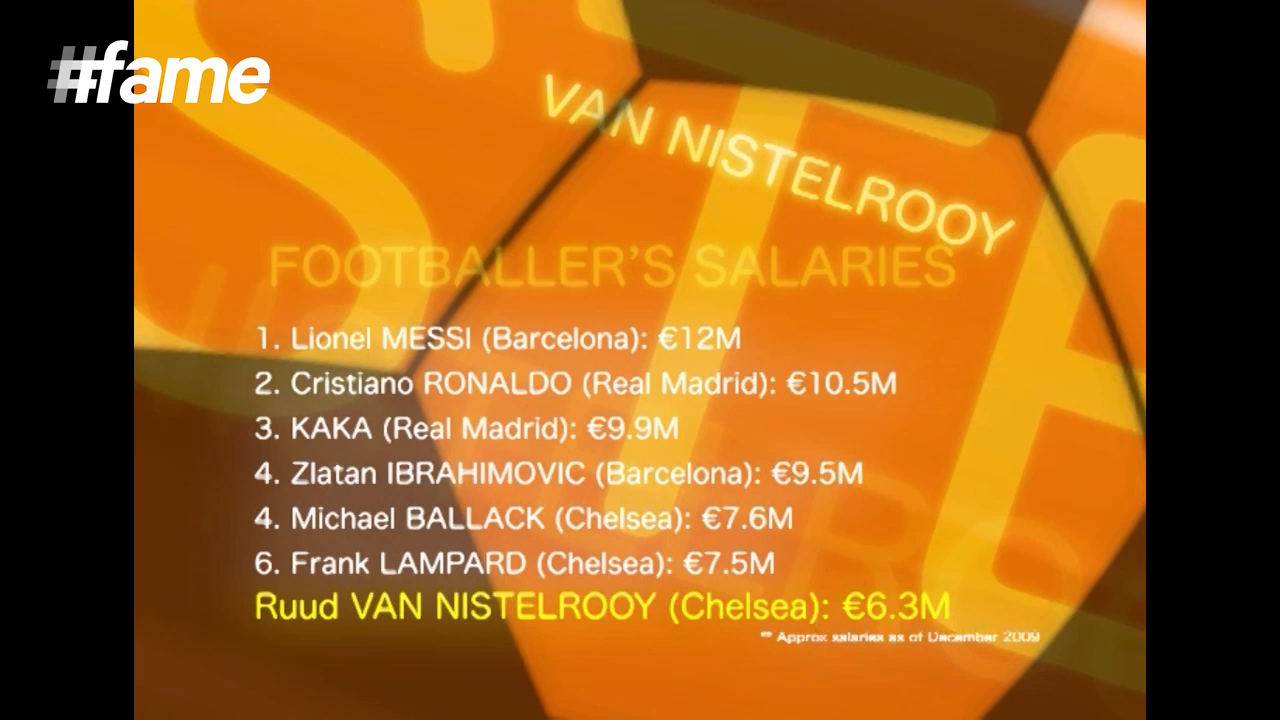 #fame
VAN NISTELROOY
FOOTBALLER'S SALARIES
1. Lionel MESSI (Barcelona): €12M
2. Cristiano RONALDO (Real Madrid): €10.5M
3. KAKA (Real Madrid): €9.9M
4. Zlatan IBRAHIMOVIC (Barcelona): €9.5M
4. Michael BALLACK (Chelsea): €7.6M
6. Frank LAMPARD (Chelsea): €7.5M
Ruud VAN NISTELROOY (Chelsea): €6.3M
** Approx salaries as at December 2009